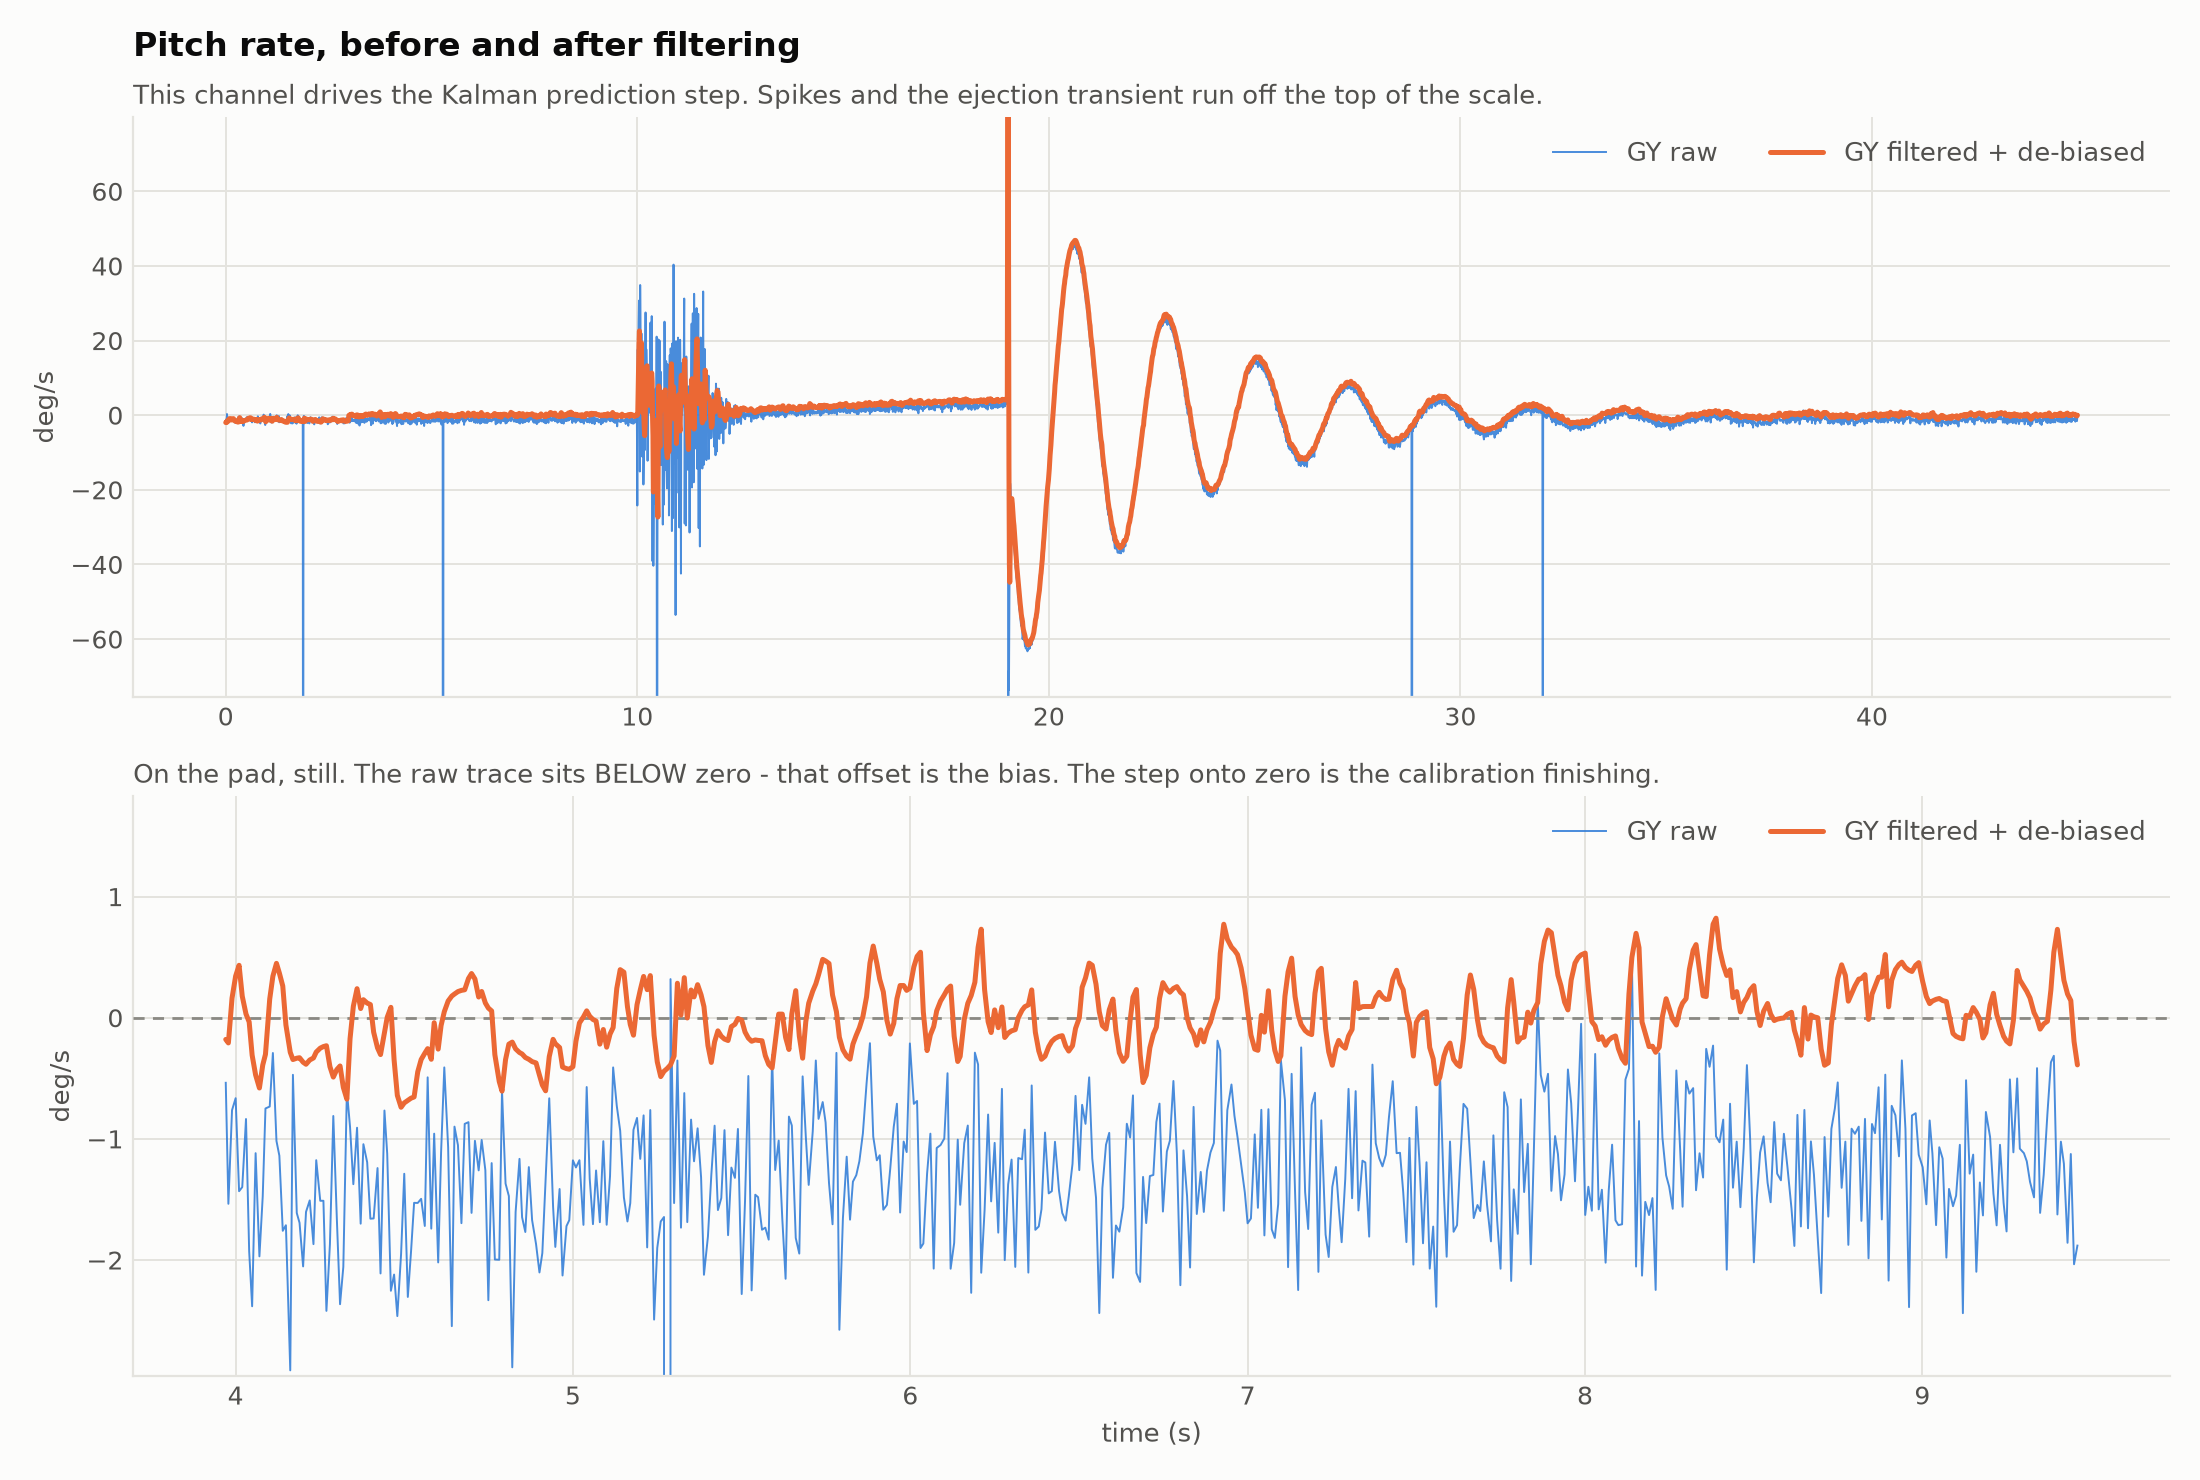 Pitch rate, before and after filtering
This channel drives the Kalman prediction step. Spikes and the ejection transient run off the top of the scale.
GY raw
GY filtered + de-biased
60
40
20
0
−20
−40
−60
deg/s
0
10
20
30
40
On the pad, still. The raw trace sits BELOW zero - that offset is the bias. The step onto zero is the calibration finishing.
GY raw
GY filtered + de-biased
1
0
−1
−2
deg/s
4
5
6
7
8
9
time (s)